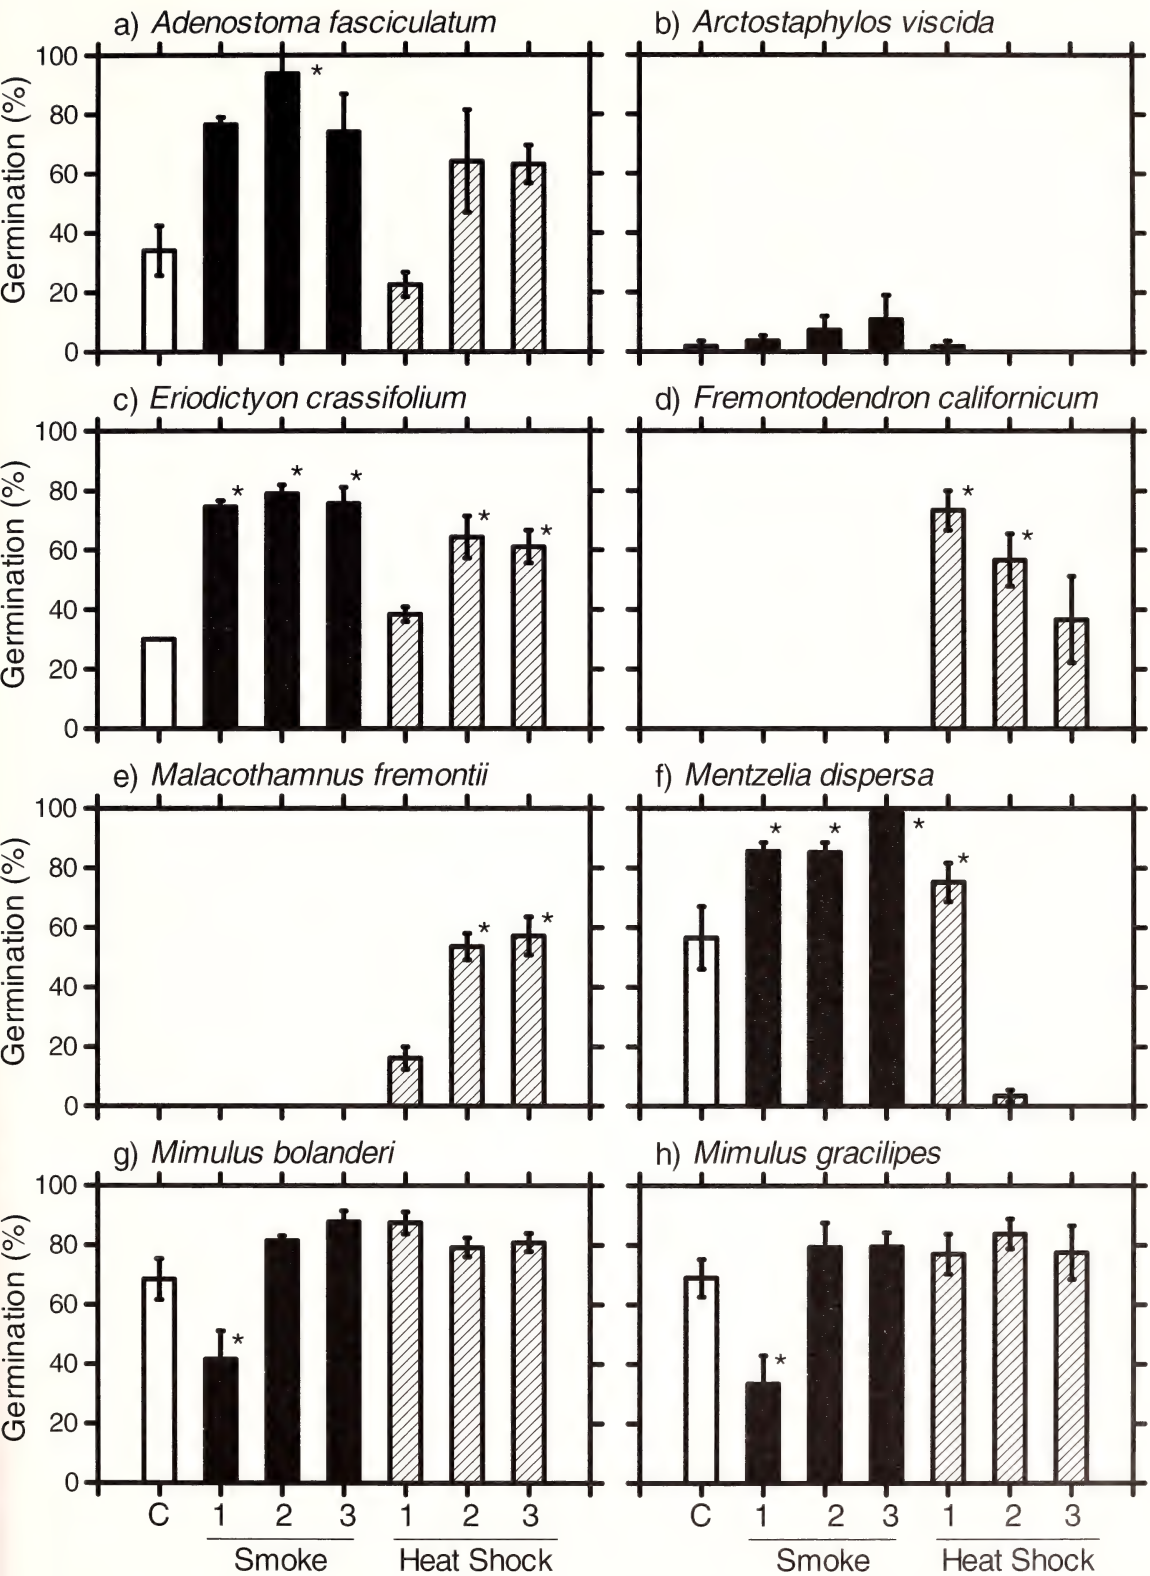 a) Adenostoma fasciculatum
b) Arctostaphylos viscida
Germination (%)
100
80
60
40
20
0
*
c) Eriodictyon crassifolium
d) Fremontodendron californicum
Germination (%)
100
80
60
40
20
0
* * * * *
* *
e) Malacothamnus fremontii
f) Mentzelia dispersa
Germination (%)
100
80
60
40
20
0
* *
* * * *
g) Mimulus bolanderi
h) Mimulus gracilipes
Germination (%)
100
80
60
40
20
0
*
*
C 1 2 3 1 2 3
C 1 2 3 1 2 3
Smoke Heat Shock
Smoke Heat Shock